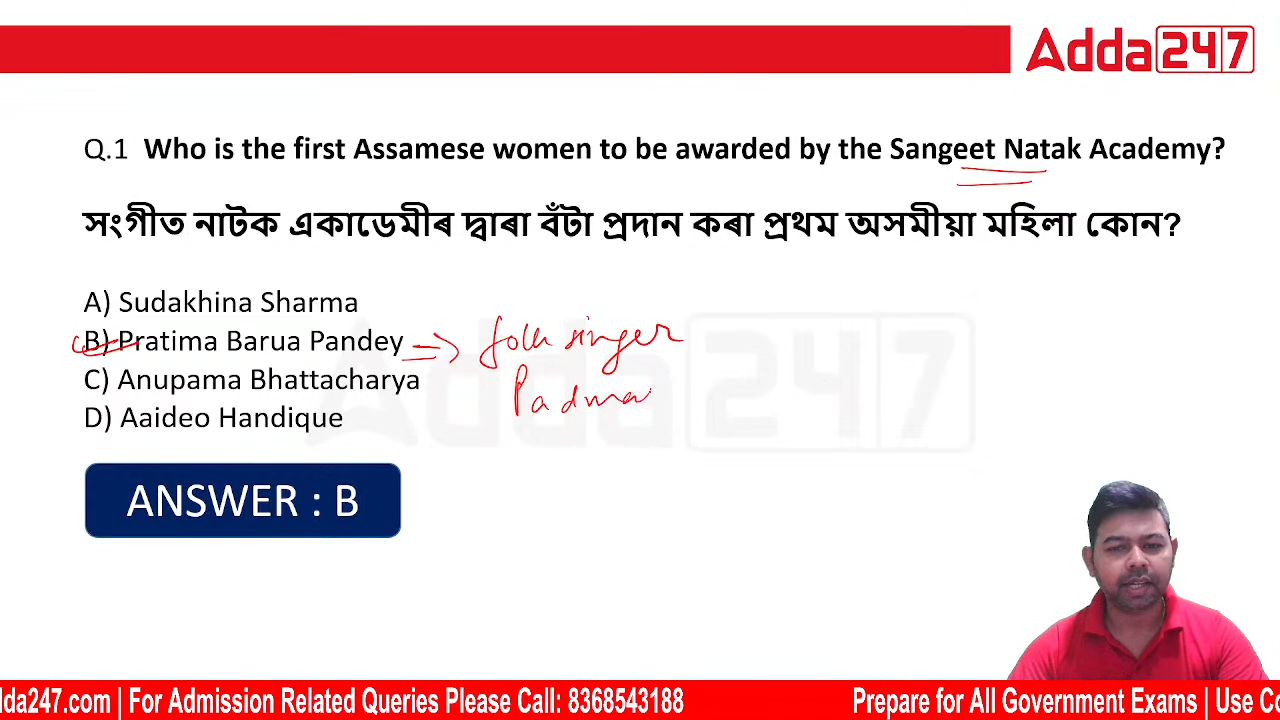 Adda247
Q.1 Who is the first Assamese women to be awarded by the Sangeet Natak Academy?
সংগীত নাটক একাডেমীৰ দ্বাৰা বঁটা প্ৰদান কৰা প্ৰথম অসমীয়া মহিলা কোন?
A) Sudakhina Sharma
B) Pratima Barua Pandey => folk singer
Padma
C) Anupama Bhattacharya
D) Aaideo Handique
Adda247
ANSWER : B
dda247.com | For Admission Related Queries Please Call: 8368543188 Prepare for All Government Exams | Use Co